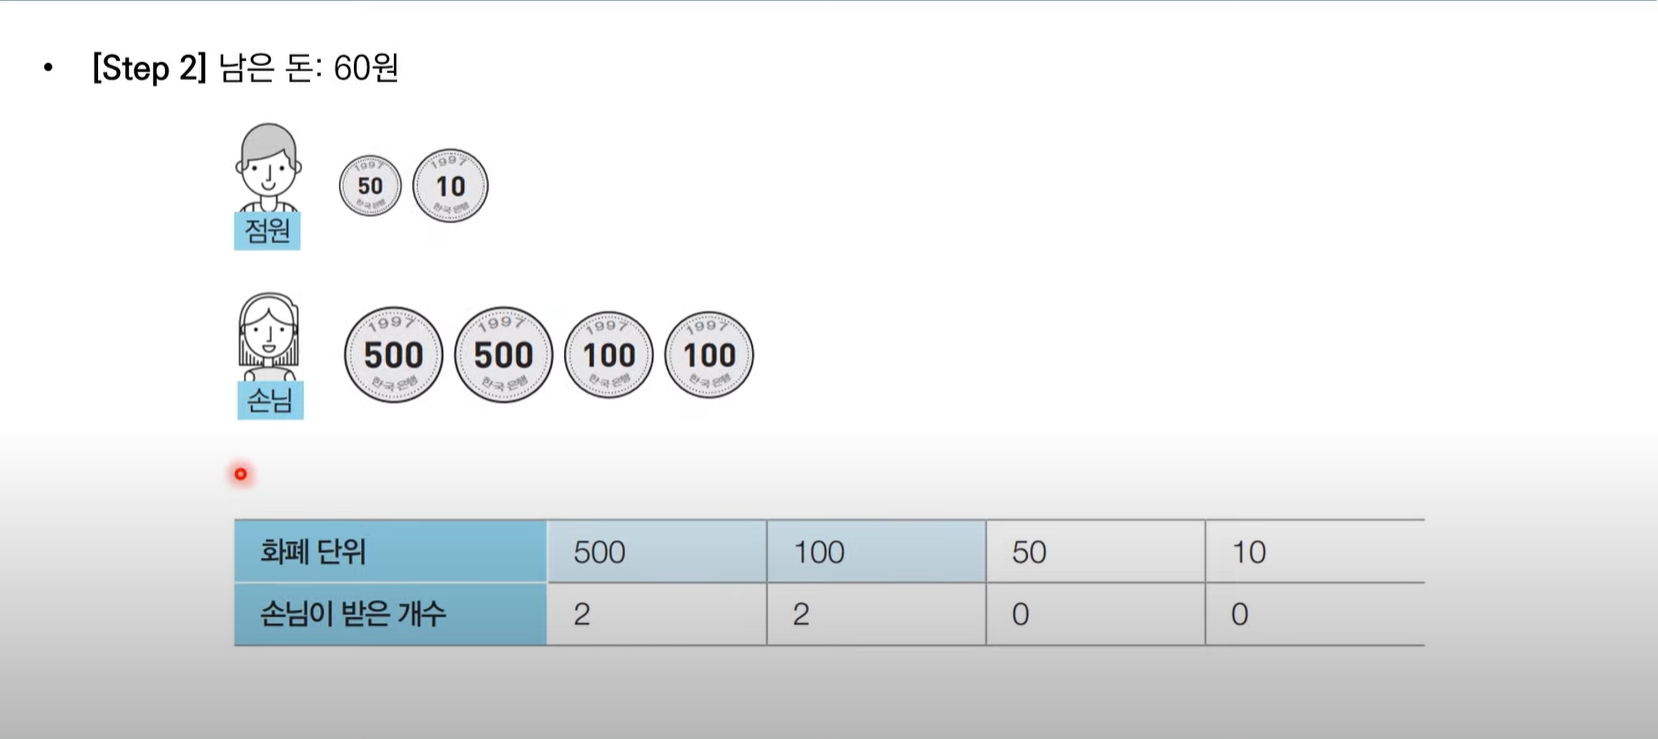 • [Step 2] 남은 돈: 60원
1997 1997
50 10
한국은행 한국은행
점원
1997 1997 1997 1997
500 500 100 100
한국은행 한국은행 한국은행 한국은행
손님
화폐 단위 500 100 50 10
손님이 받은 개수 2 2 0 0